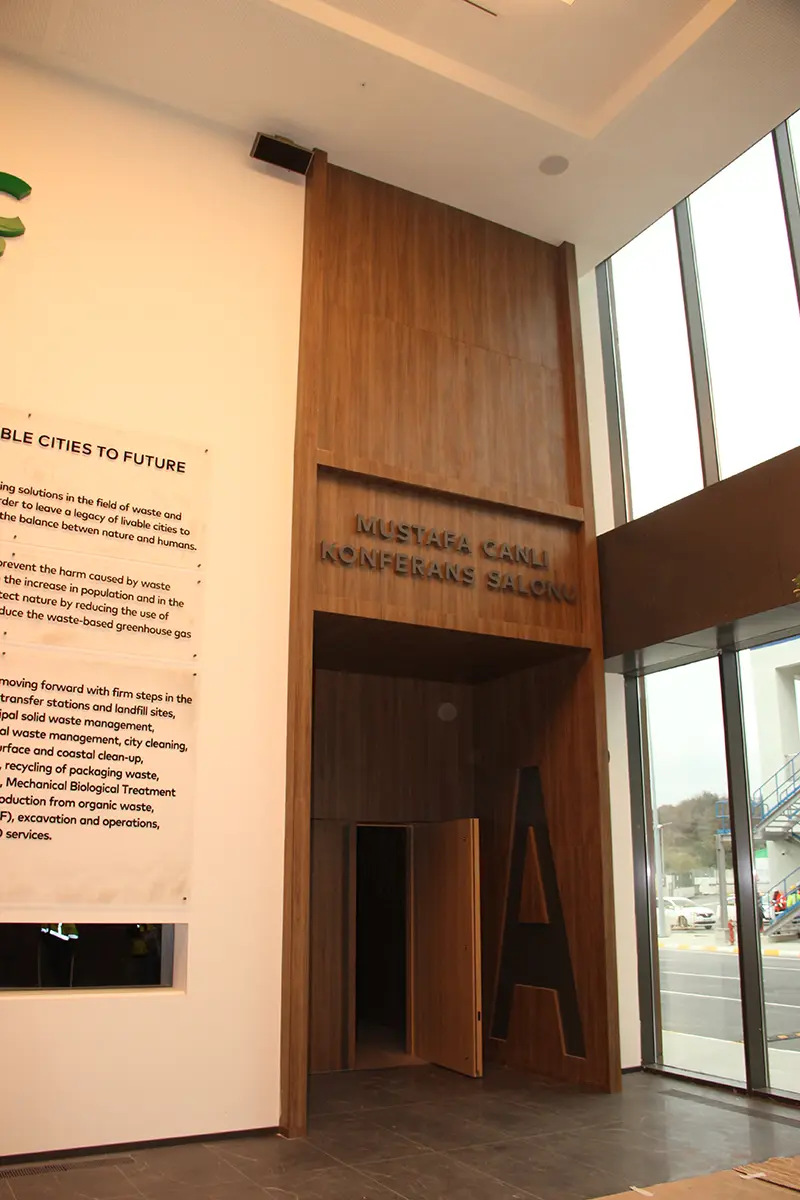 BLE CITIES TO FUTURE
ing solutions in the field of waste and
rder to leave a legacy of livable cities to
the balance betwen nature and humans.
prevent the harm caused by waste
the increase in population and in the
tect nature by reducing the use of
duce the waste-based greenhouse gas
moving forward with firm steps in the
transfer stations and landfill sites,
ipal solid waste management,
al waste management, city cleaning,
urface and coastal clean-up,
, recycling of packaging waste,
, Mechanical Biological Treatment
oduction from organic waste,
F), excavation and operations,
services.
MUSTAFA CANLI
KONFERANS SALONU
A